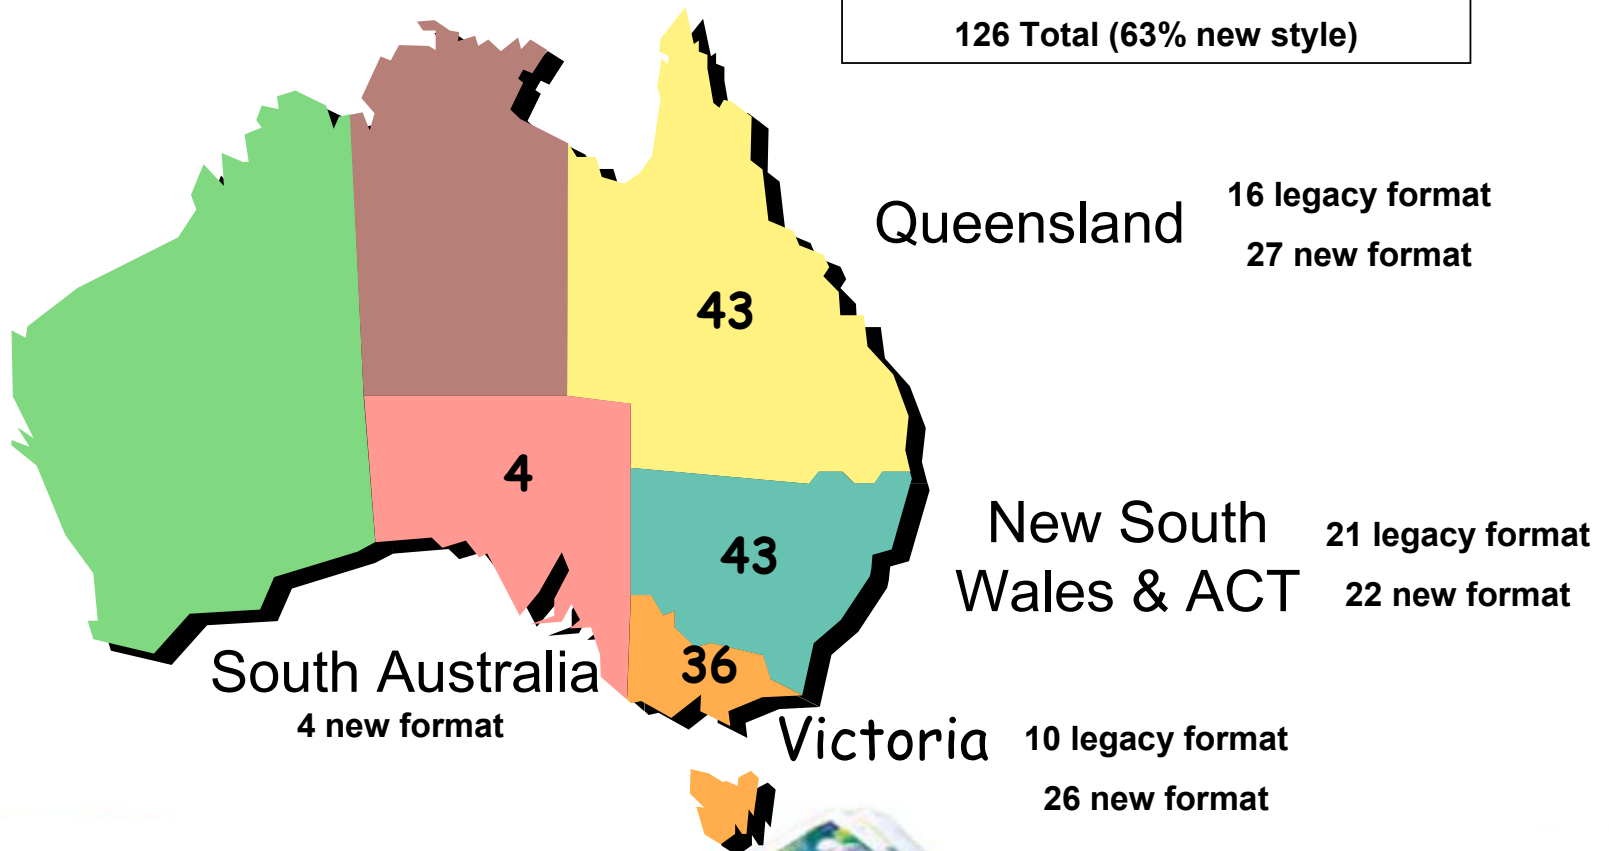 126 Total (63% new style)
Queensland
16 legacy format
27 new format
43
4
43
New South
Wales & ACT
21 legacy format
22 new format
36
South Australia
4 new format
Victoria
10 legacy format
26 new format